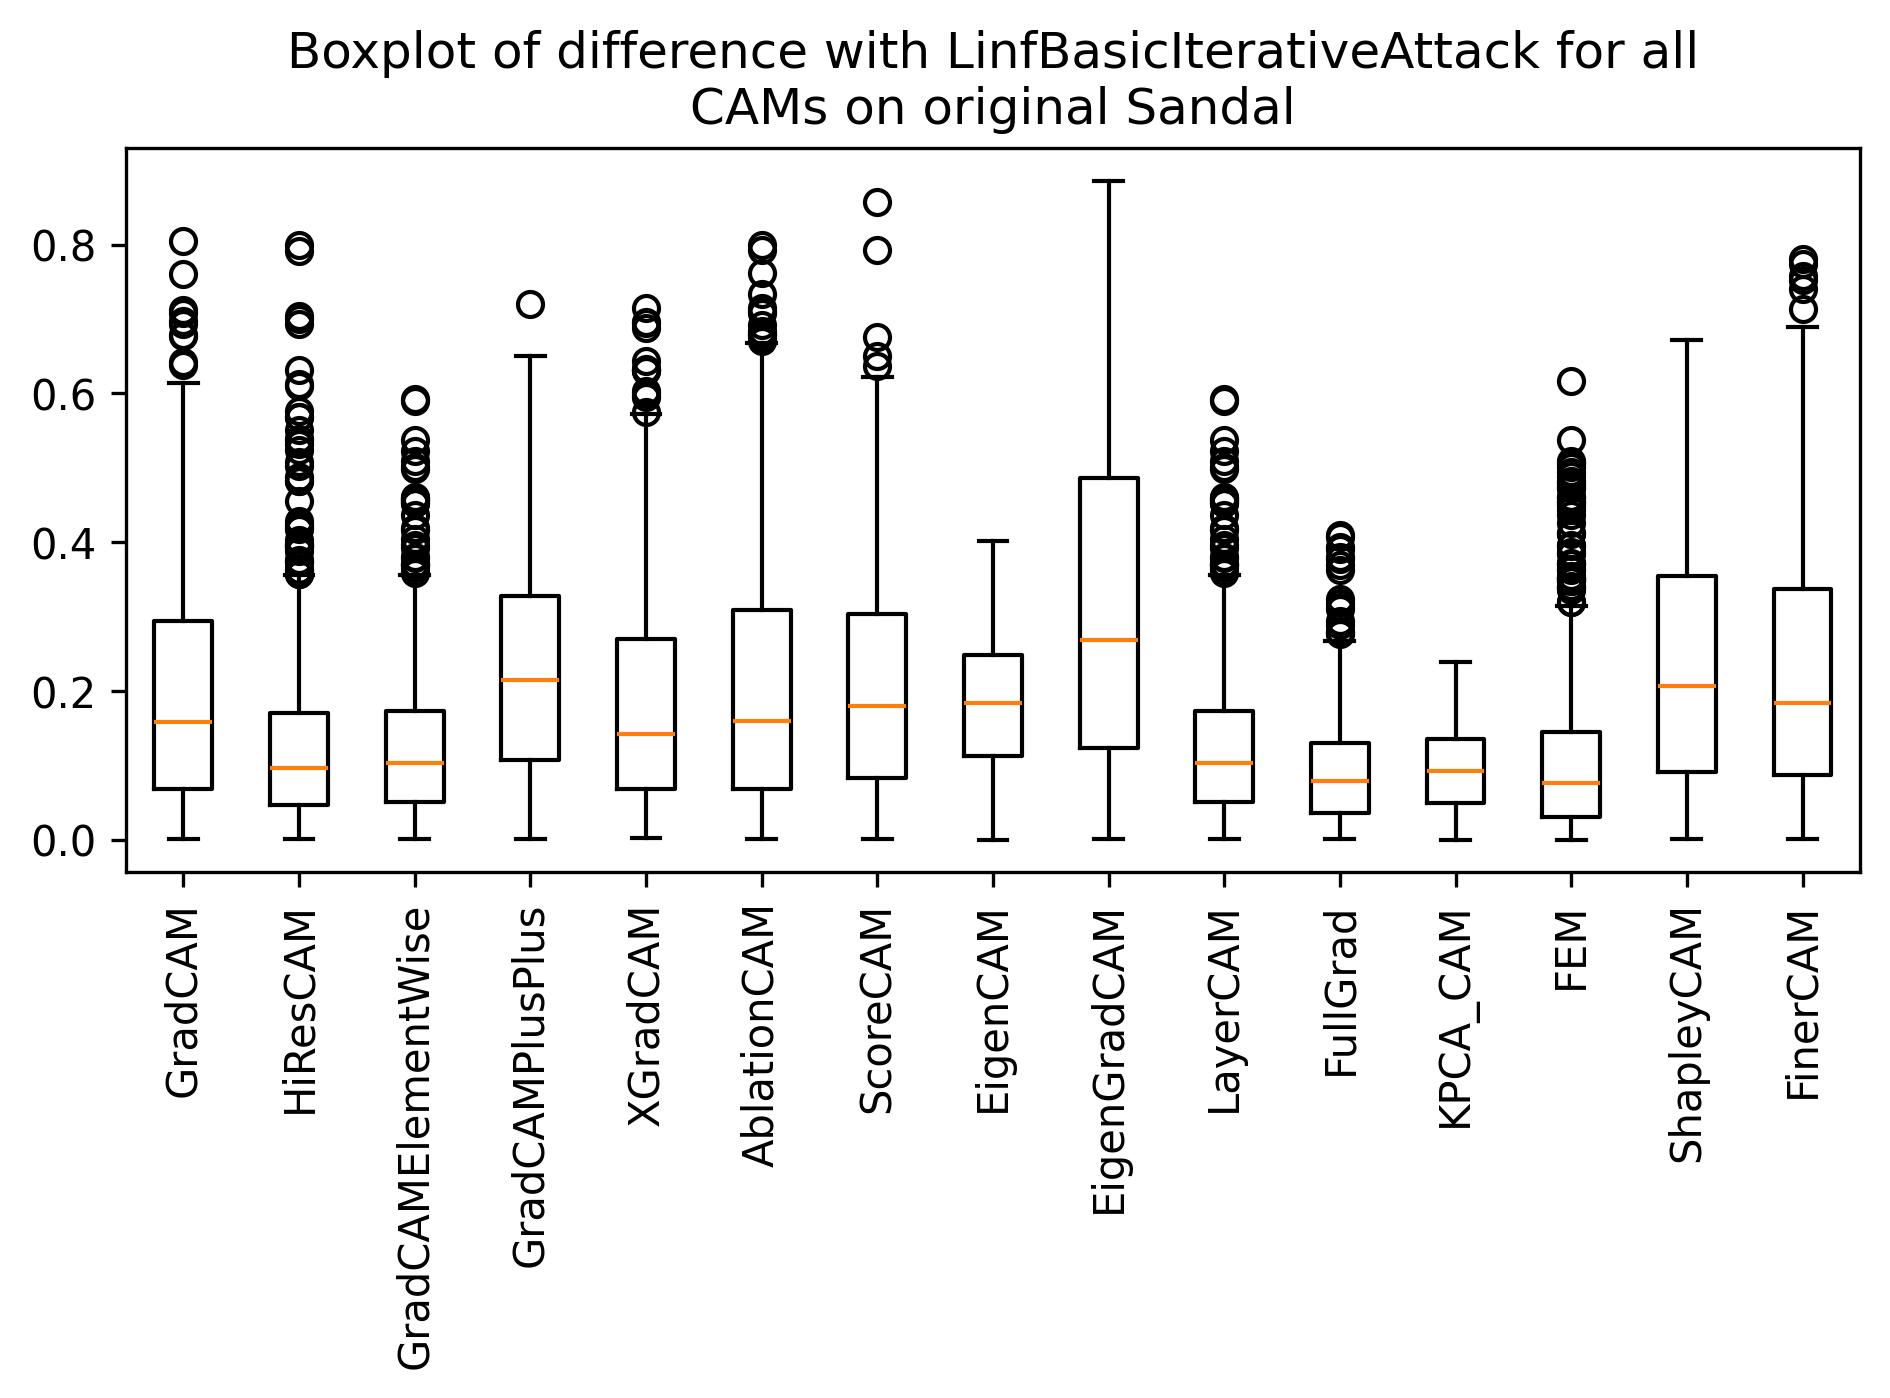 Boxplot of difference with LinfBasicIterativeAttack for all
CAMs on original Sandal
0.8
0.6
0.4
0.2
0.0
GradCAM
HiResCAM
GradCAMElementWise
GradCAMPlusPlus
XGradCAM
AblationCAM
ScoreCAM
EigenCAM
EigenGradCAM
LayerCAM
FullGrad
KPCA_CAM
FEM
ShapleyCAM
FinerCAM